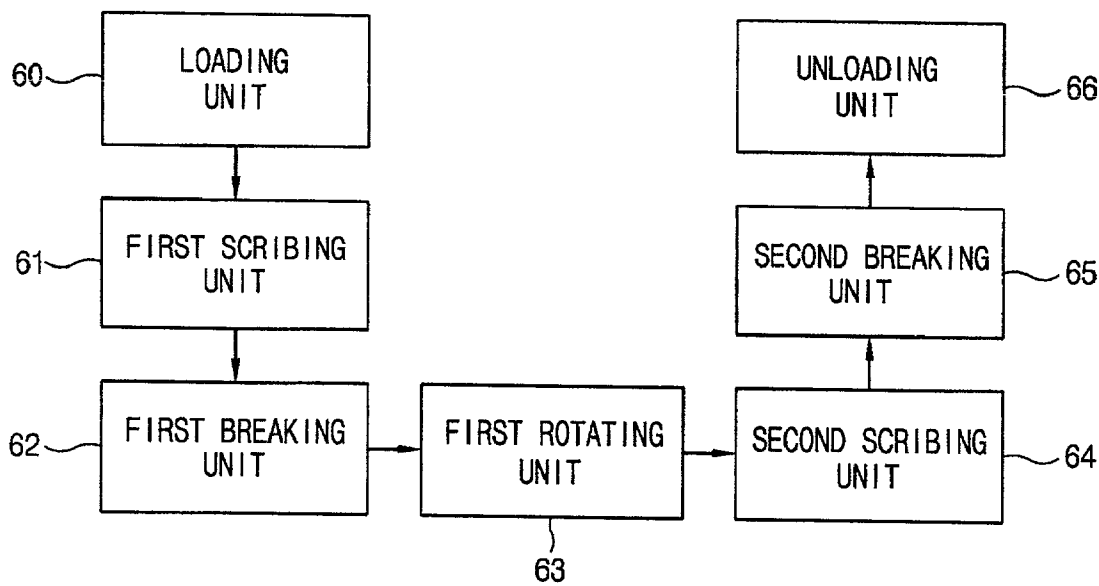 60
LOADING
UNIT
61
FIRST SCRIBING
UNIT
62
FIRST BREAKING
UNIT
FIRST ROTATING
UNIT
63
SECOND SCRIBING
UNIT
64
SECOND BREAKING
UNIT
65
UNLOADING
UNIT
66